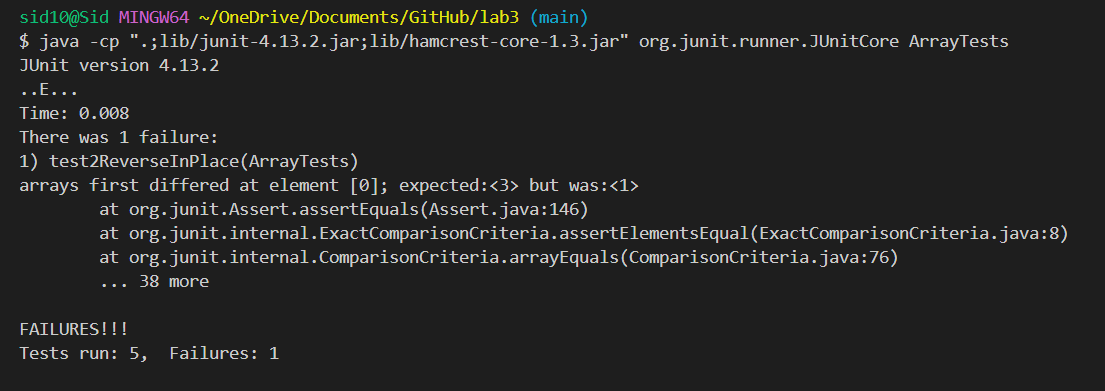 sid10@Sid MINGW64 ~/OneDrive/Documents/GitHub/lab3 (main)
$ java -cp ".;lib/junit-4.13.2.jar;lib/hamcrest-core-1.3.jar" org.junit.runner.JUnitCore ArrayTests
JUnit version 4.13.2
..E...
Time: 0.008
There was 1 failure:
1) test2ReverseInPlace(ArrayTests)
arrays first differed at element [0]; expected:<3> but was:<1>
        at org.junit.Assert.assertEquals(Assert.java:146)
        at org.junit.internal.ExactComparisonCriteria.assertElementsEqual(ExactComparisonCriteria.java:8)
        at org.junit.internal.ComparisonCriteria.arrayEquals(ComparisonCriteria.java:76)
        ... 38 more

FAILURES!!!
Tests run: 5,  Failures: 1